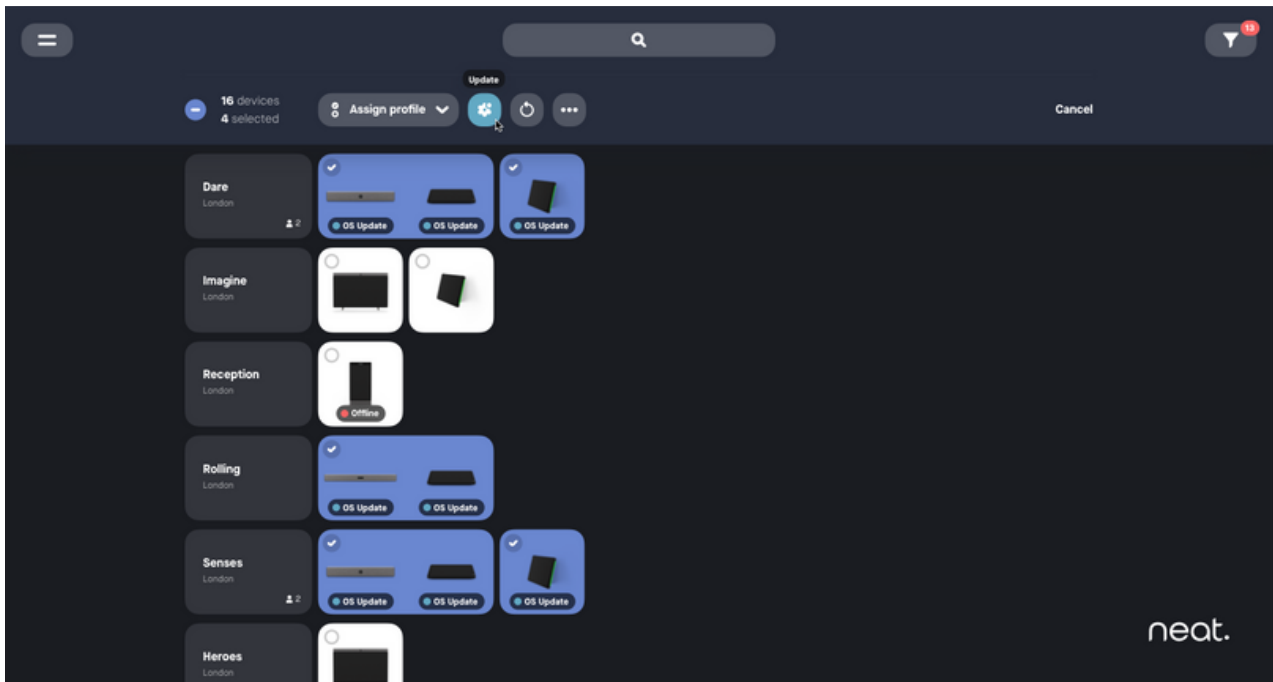 13
Update
16 devices
4 selected
Assign profile
Cancel
Dare
London
2
OS Update OS Update OS Update
Imagine
London
Reception
London
Offline
Rolling
London
OS Update OS Update
Senses
London
2
OS Update OS Update OS Update
neat.
Heroes
London